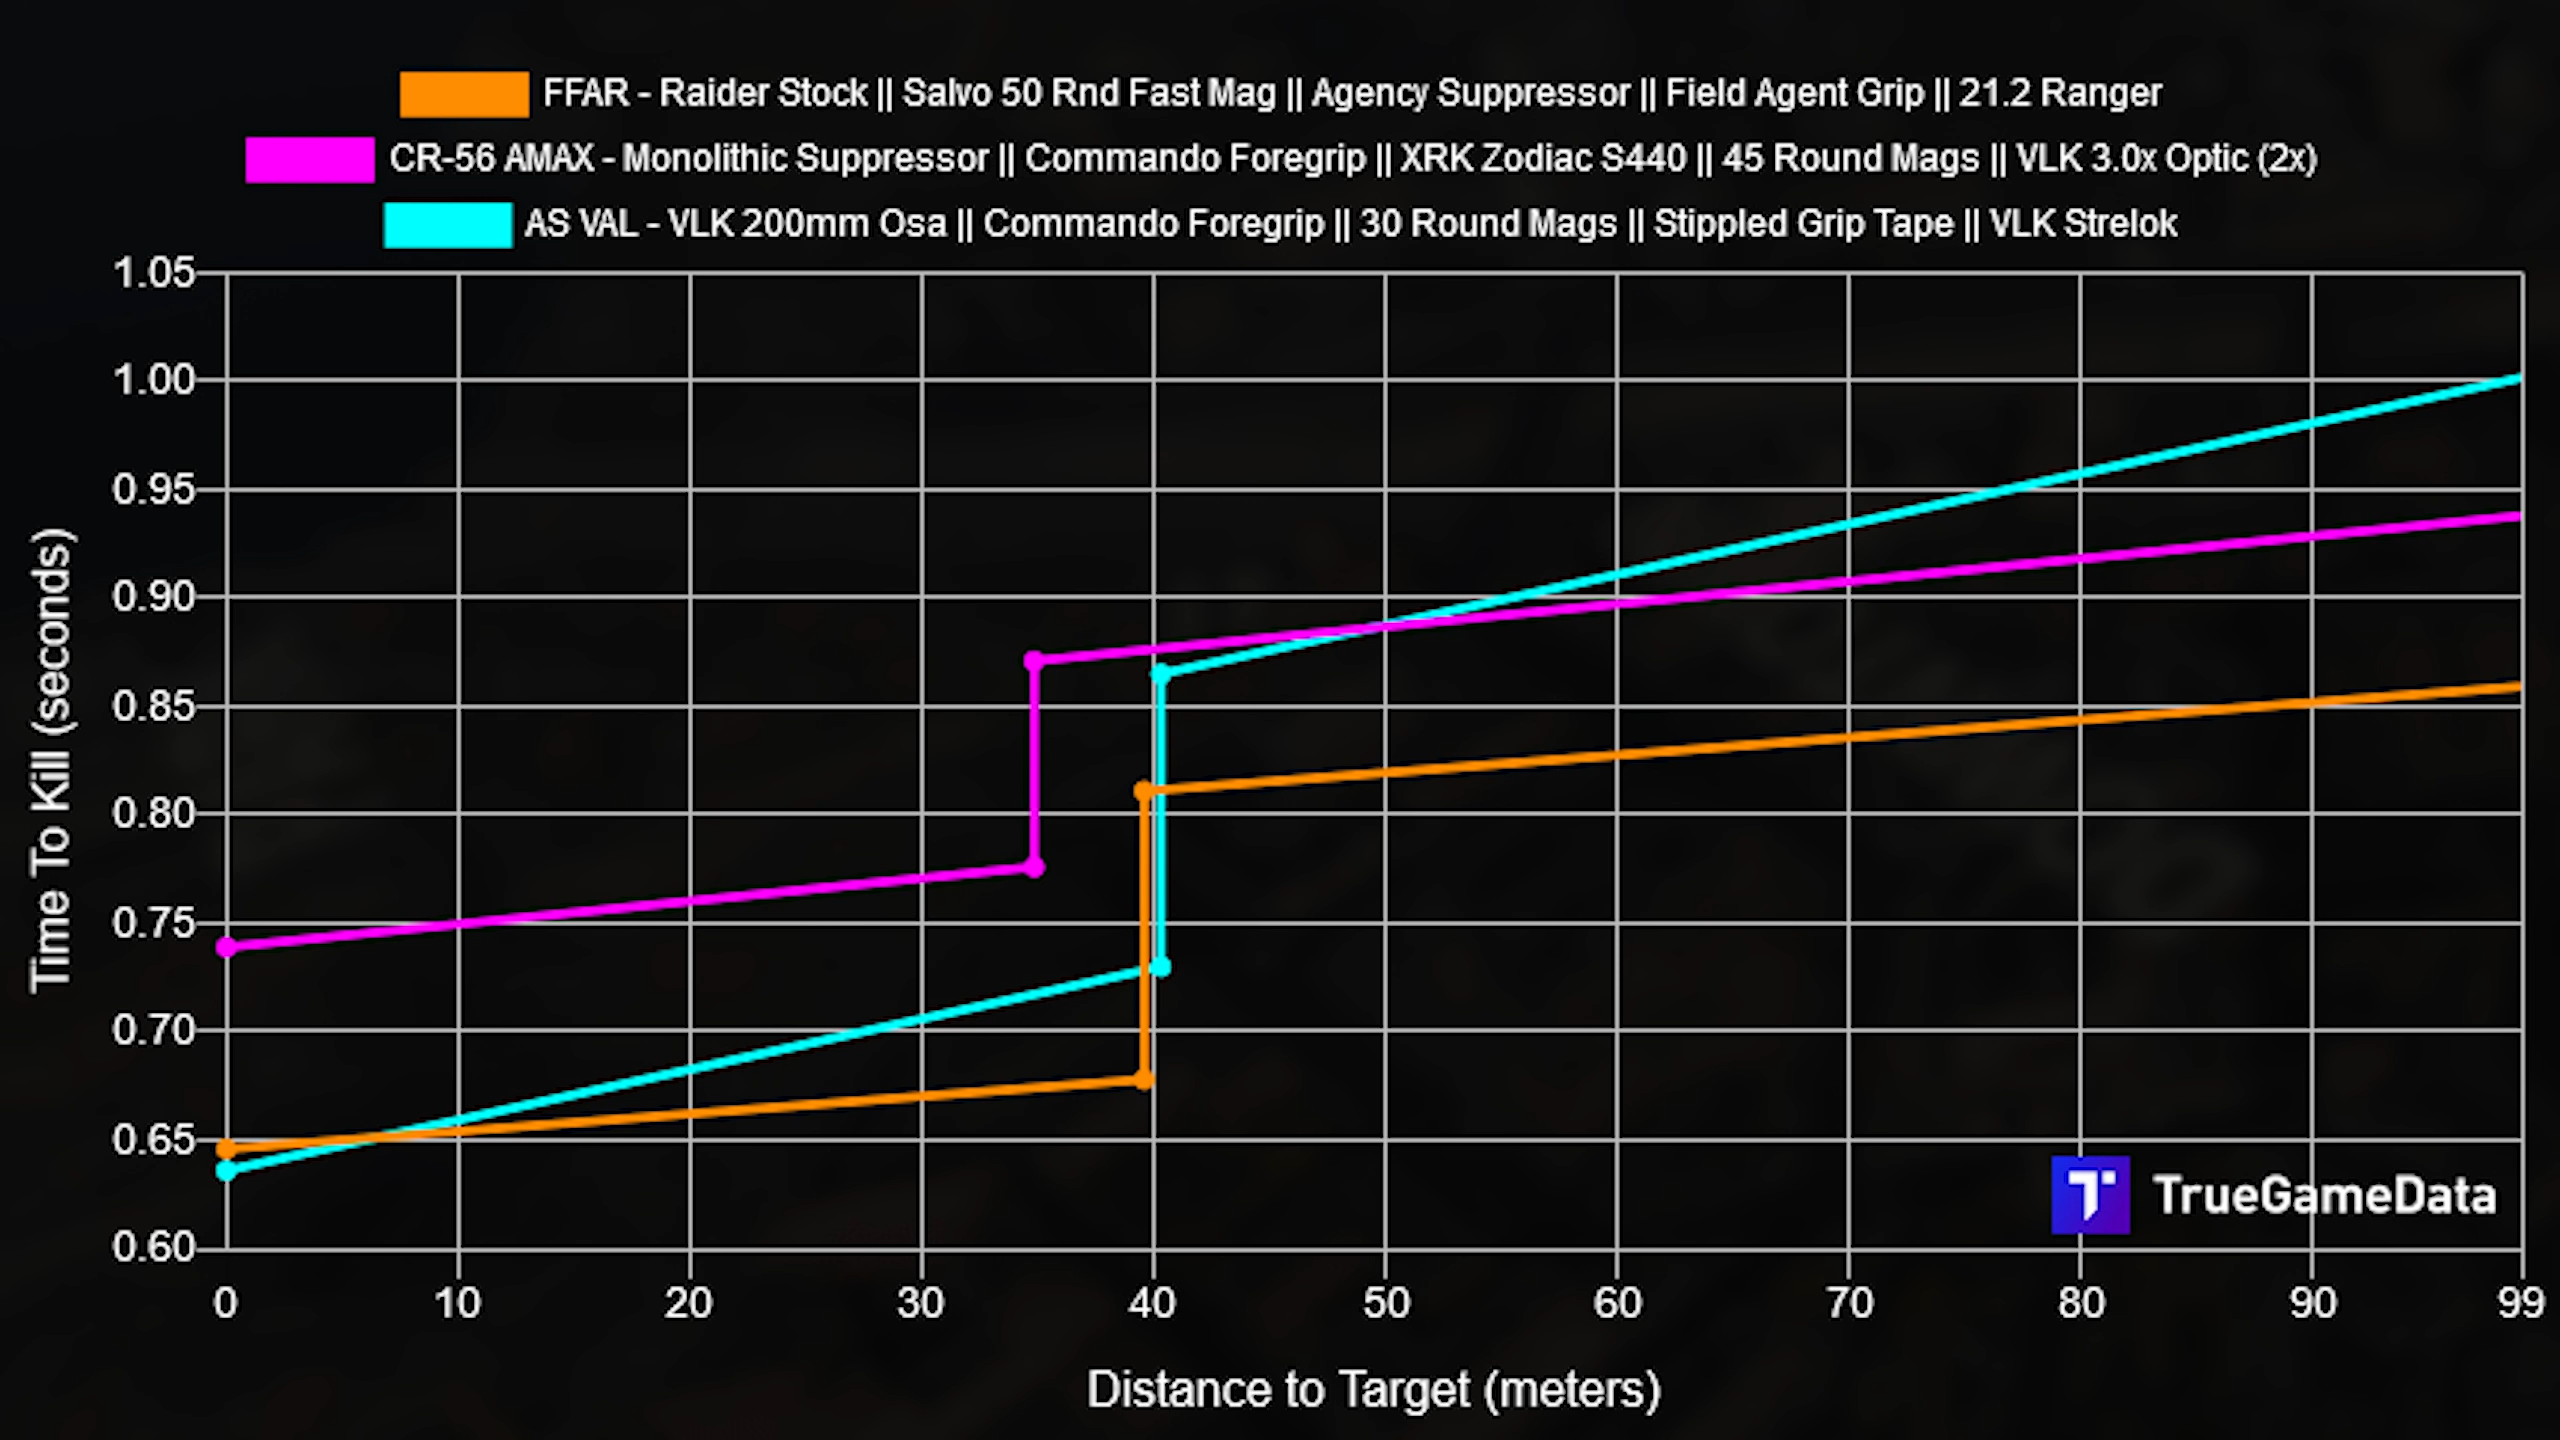 FFAR - Raider Stock || Salvo 50 Rnd Fast Mag || Agency Suppressor || Field Agent Grip || 21.2 Ranger
CR-56 AMAX - Monolithic Suppressor || Commando Foregrip || XRK Zodiac S440 || 45 Round Mags || VLK 3.0x Optic (2x)
AS VAL - VLK 200mm Osa || Commando Foregrip || 30 Round Mags || Stippled Grip Tape || VLK Strelok
Time To Kill (seconds)
1.05
1.00
0.95
0.90
0.85
0.80
0.75
0.70
0.65
0.60
TrueGameData
0 10 20 30 40 50 60 70 80 90 99
Distance to Target (meters)